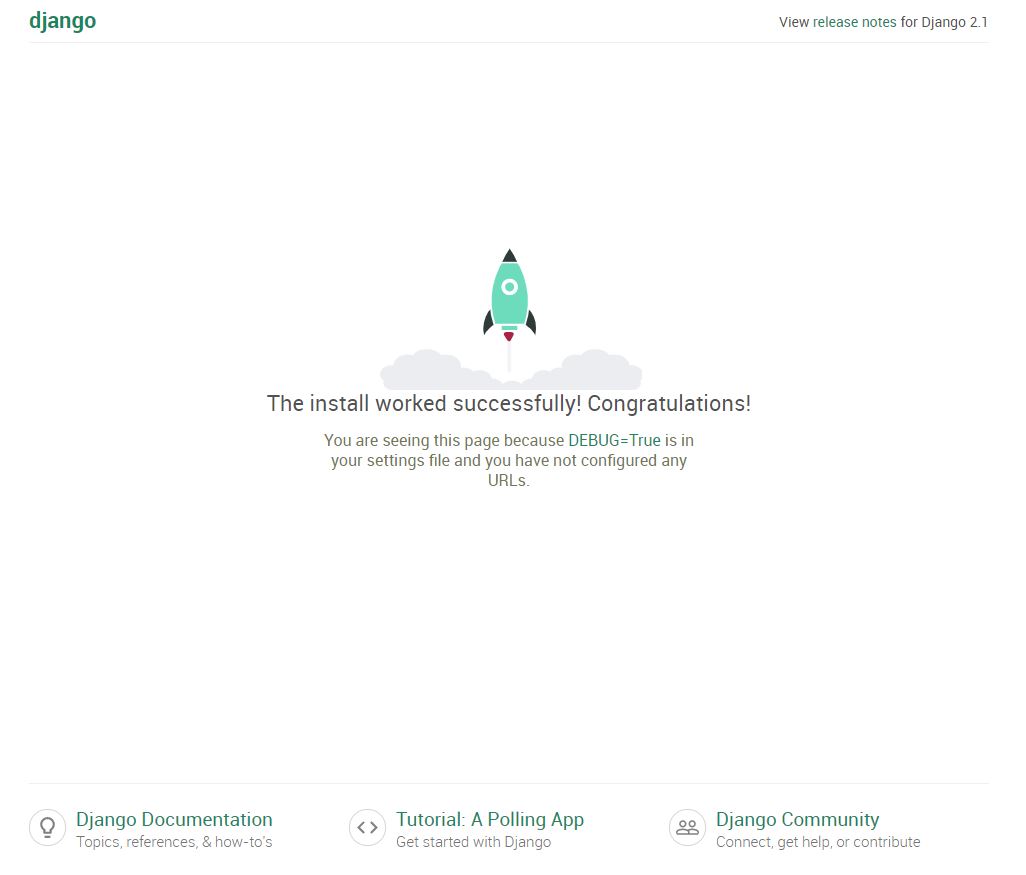 django
View release notes for Django 2.1
The install worked successfully! Congratulations!
You are seeing this page because DEBUG=True is in
your settings file and you have not configured any
URLs.
Django Documentation
Topics, references, & how-to's
Tutorial: A Polling App
Get started with Django
Django Community
Connect, get help, or contribute